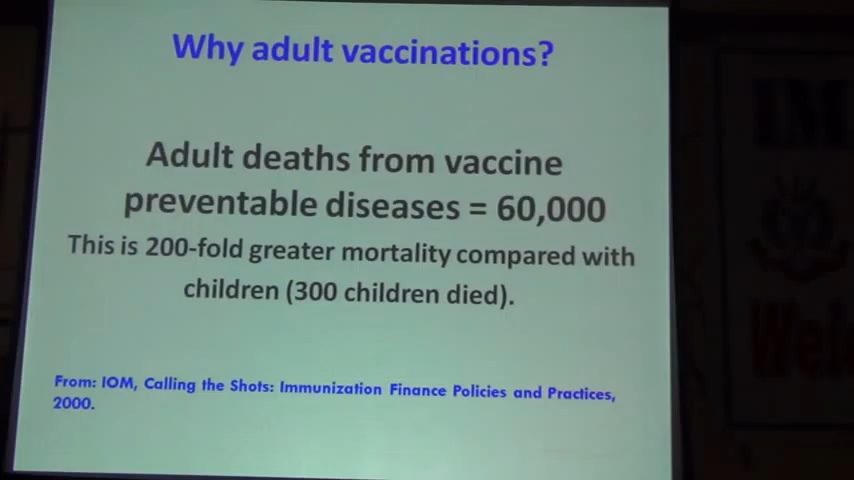 Why adult vaccinations?
Adult deaths from vaccine
preventable diseases = 60,000
This is 200-fold greater mortality compared with
children (300 children died).
From: IOM, Calling the Shots: Immunization Finance Policies and Practices,
2000.